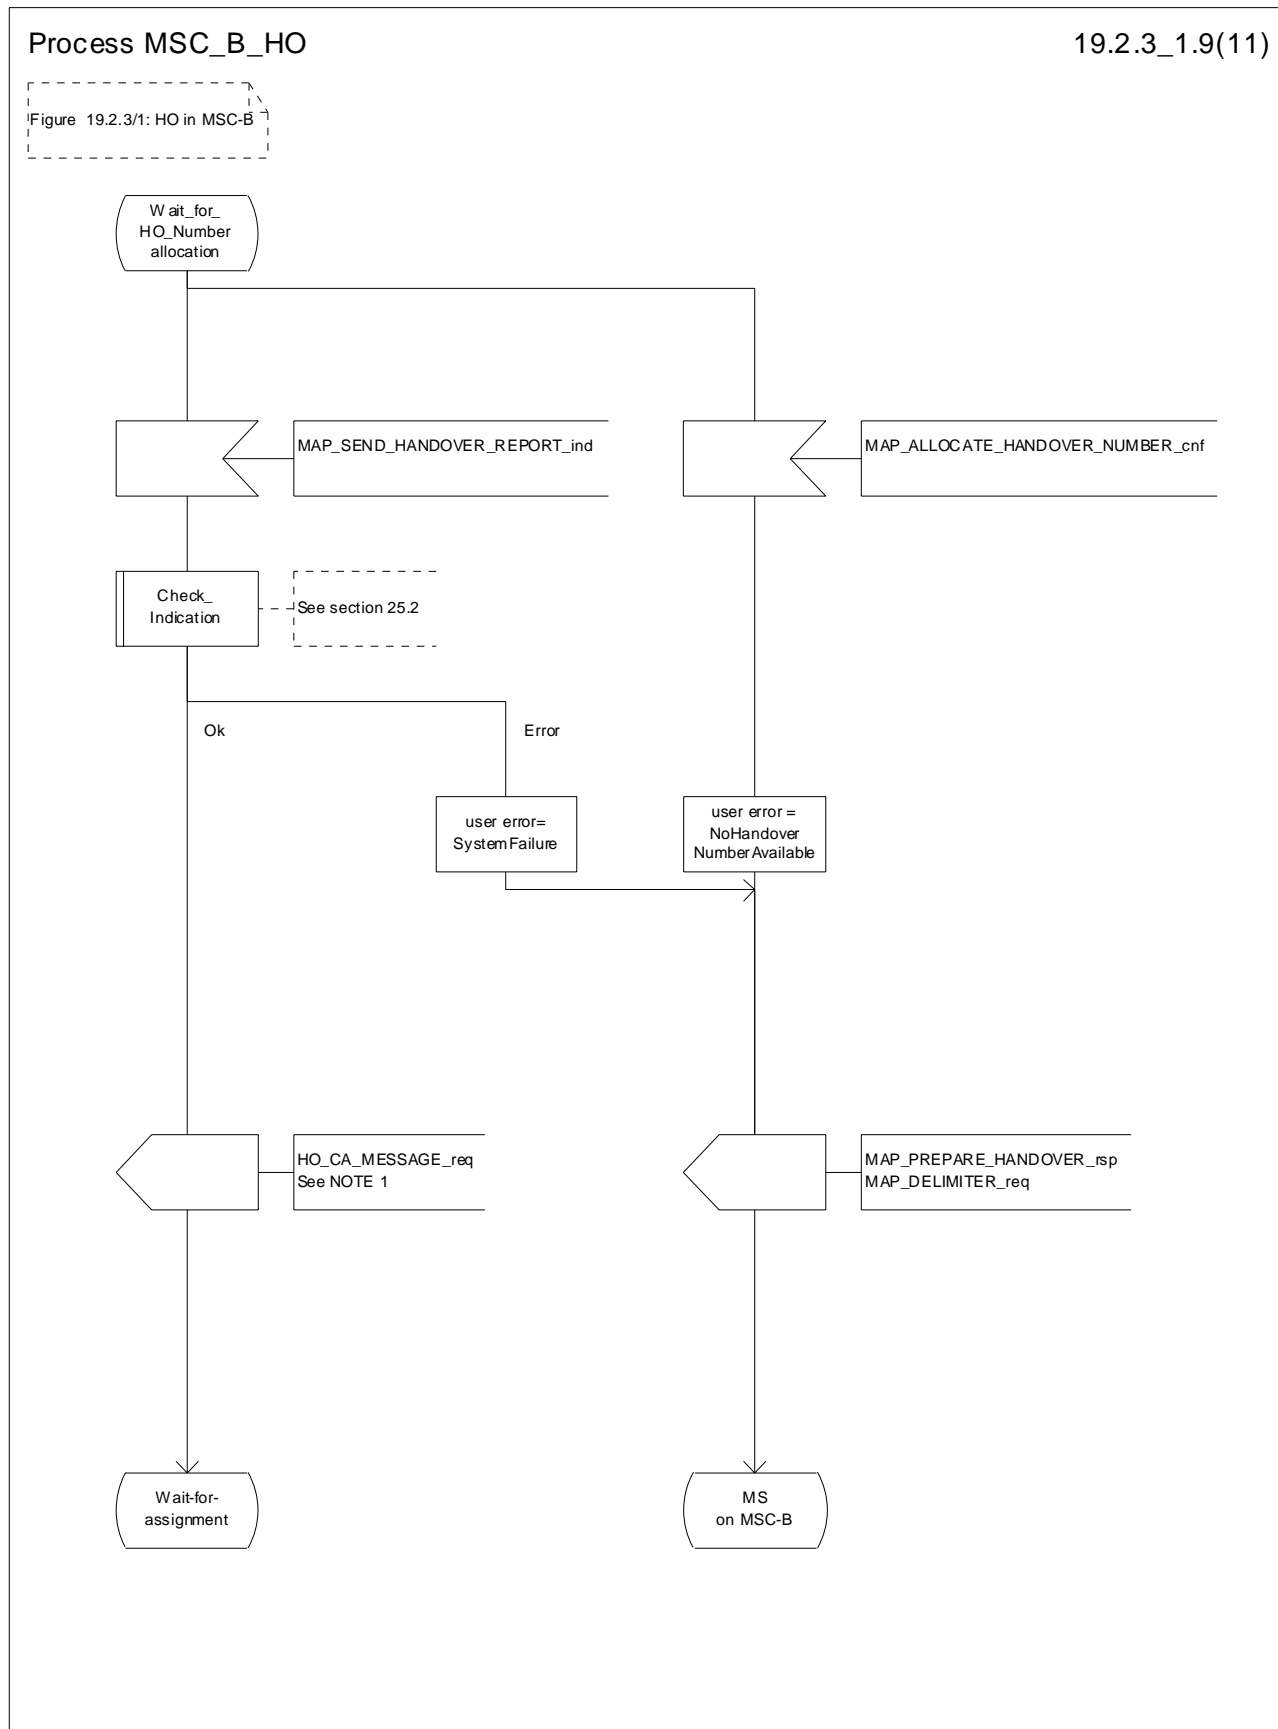 Process MSC_B_HO
19.2.3_1.9(11)
Figure 19.2.3/1: HO in MSC-B
Wait_for_
HO_Number
allocation
MAP_SEND_HANDOVER_REPORT_ind
MAP_ALLOCATE_HANDOVER_NUMBER_cnf
Check_
Indication
See section 25.2
Ok
Error
user error=
SystemFailure
user error =
NoHandover
NumberAvailable
HO_CA_MESSAGE_req
See NOTE 1
MAP_PREPARE_HANDOVER_rsp
MAP_DELIMITER_req
Wait-for-
assignment
MS
on MSC-B